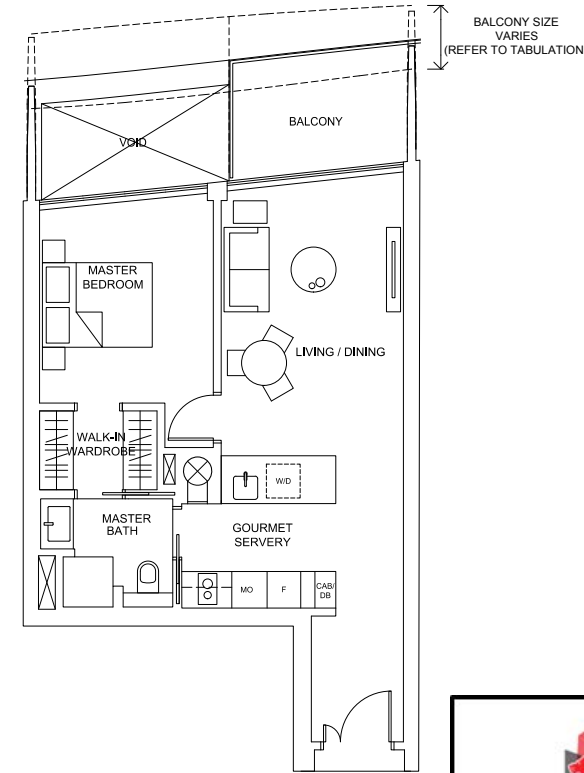 BALCONY SIZE
VARIES
(REFER TO TABULATION
BALCONY
VOID
MASTER
BEDROOM
LIVING / DINING
WALK-IN
WARDROBE
W/D
MASTER
BATH
GOURMET
SERVERY
MO
F
CAB/
DB